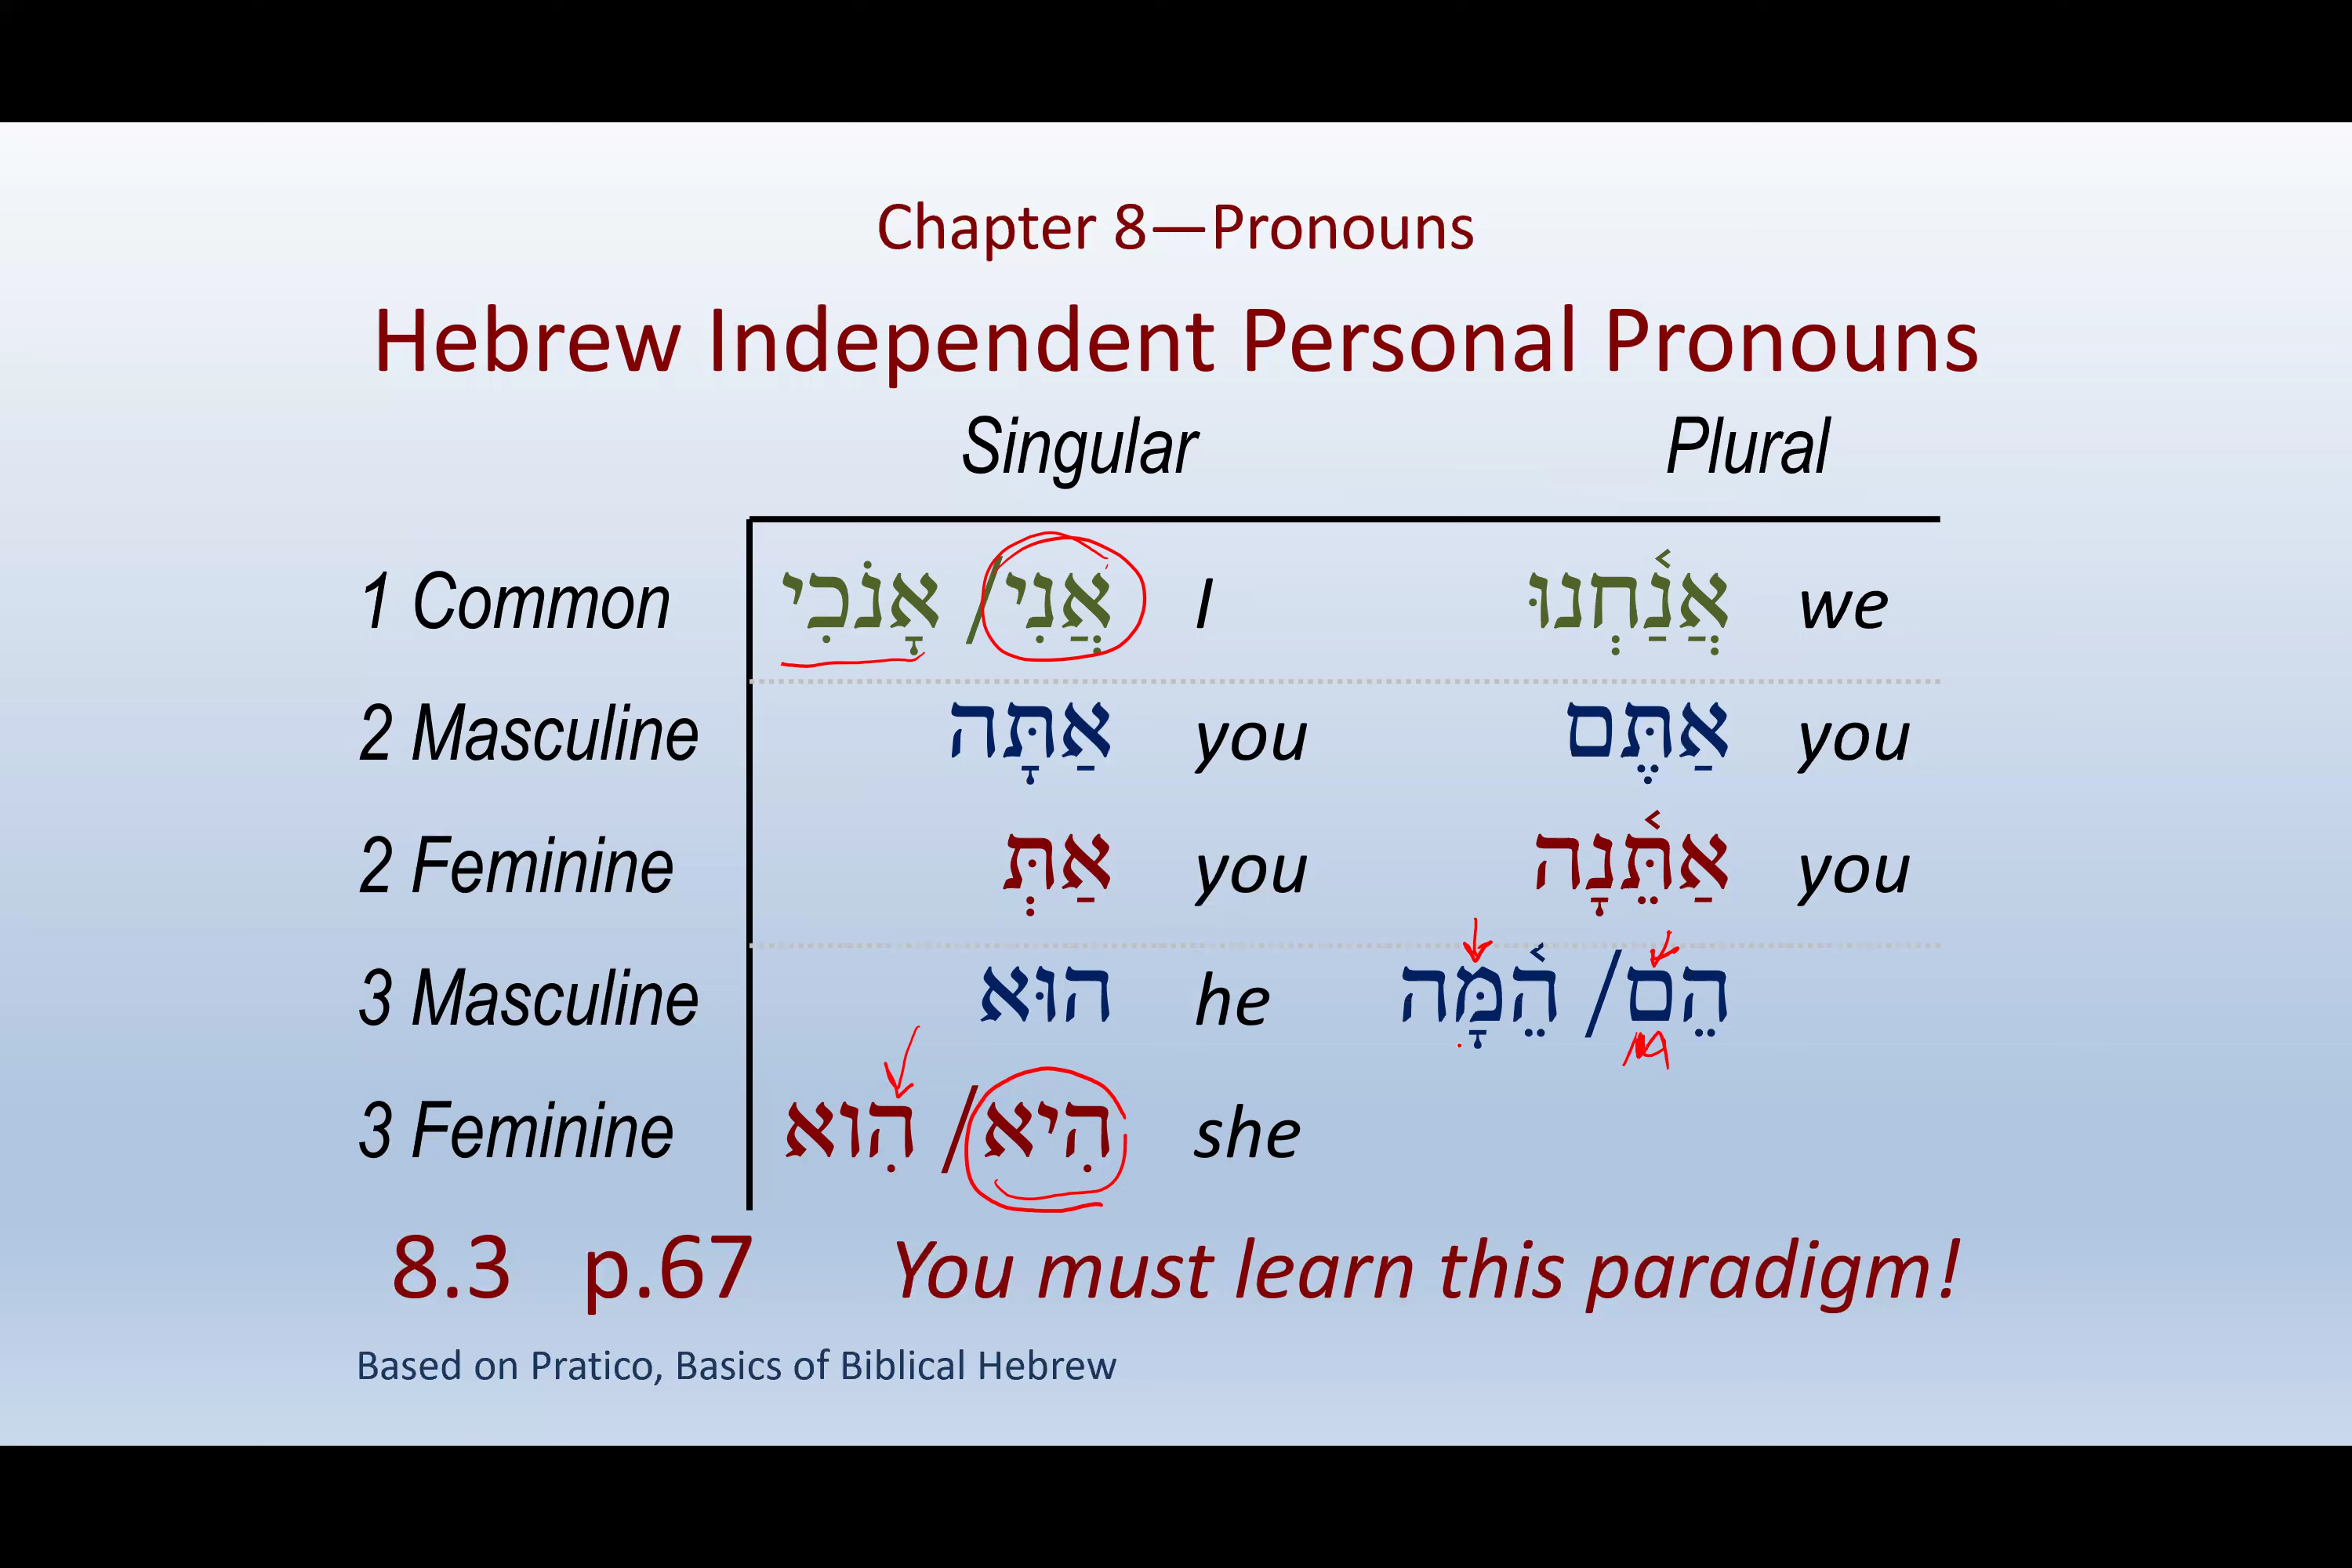 Chapter 8—Pronouns
Hebrew Independent Personal Pronouns
Singular Plural
1 Common אֲנִי/ אָנֹכִי I אֲנַ֫חְנוּ we
2 Masculine אַתָּה you אַתֶּם you
2 Feminine אַתְּ you אַתֵּ֫נָה you
3 Masculine הוּא he הֵם/ הֵ֫מָּה
3 Feminine הִיא/ הִוא she
8.3 p.67 You must learn this paradigm!
Based on Pratico, Basics of Biblical Hebrew